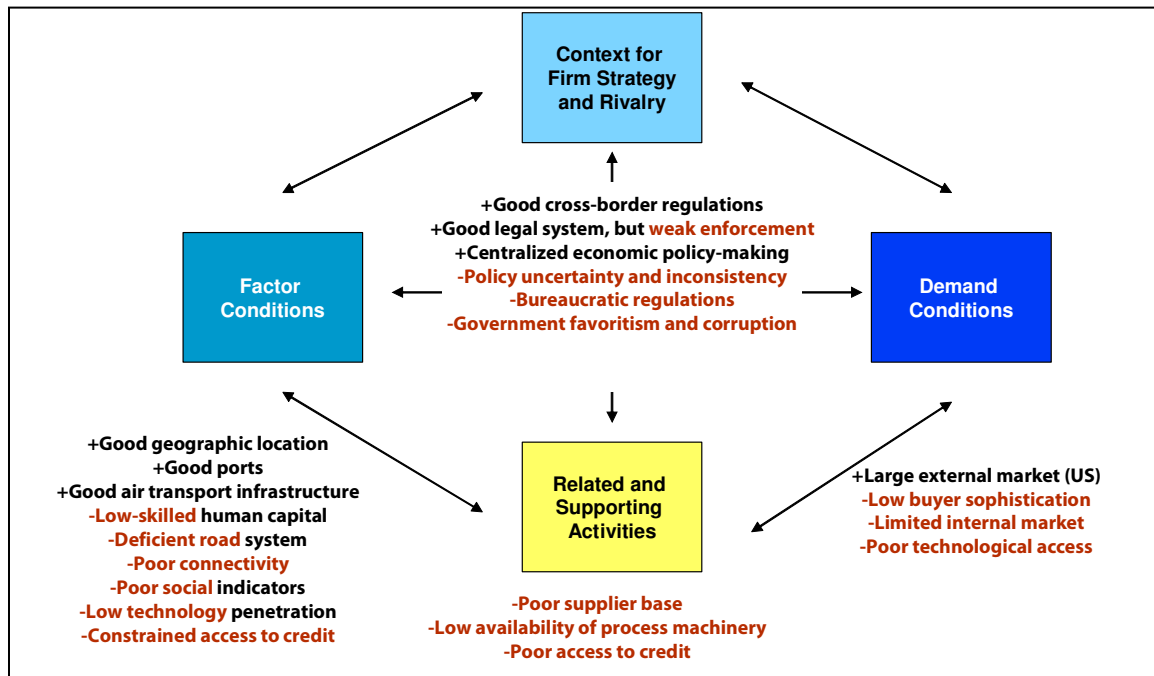 Context for
Firm Strategy
and Rivalry
+Good cross-border regulations
+Good legal system, but weak enforcement
+Centralized economic policy-making
-Policy uncertainty and inconsistency
-Bureaucratic regulations
-Government favoritism and corruption
Factor
Conditions
Demand
Conditions
+Good geographic location
+Good ports
+Good air transport infrastructure
-Low-skilled human capital
-Deficient road system
-Poor connectivity
-Poor social indicators
-Low technology penetration
-Constrained access to credit
Related and
Supporting
Activities
-Poor supplier base
-Low availability of process machinery
-Poor access to credit
+Large external market (US)
-Low buyer sophistication
-Limited internal market
-Poor technological access